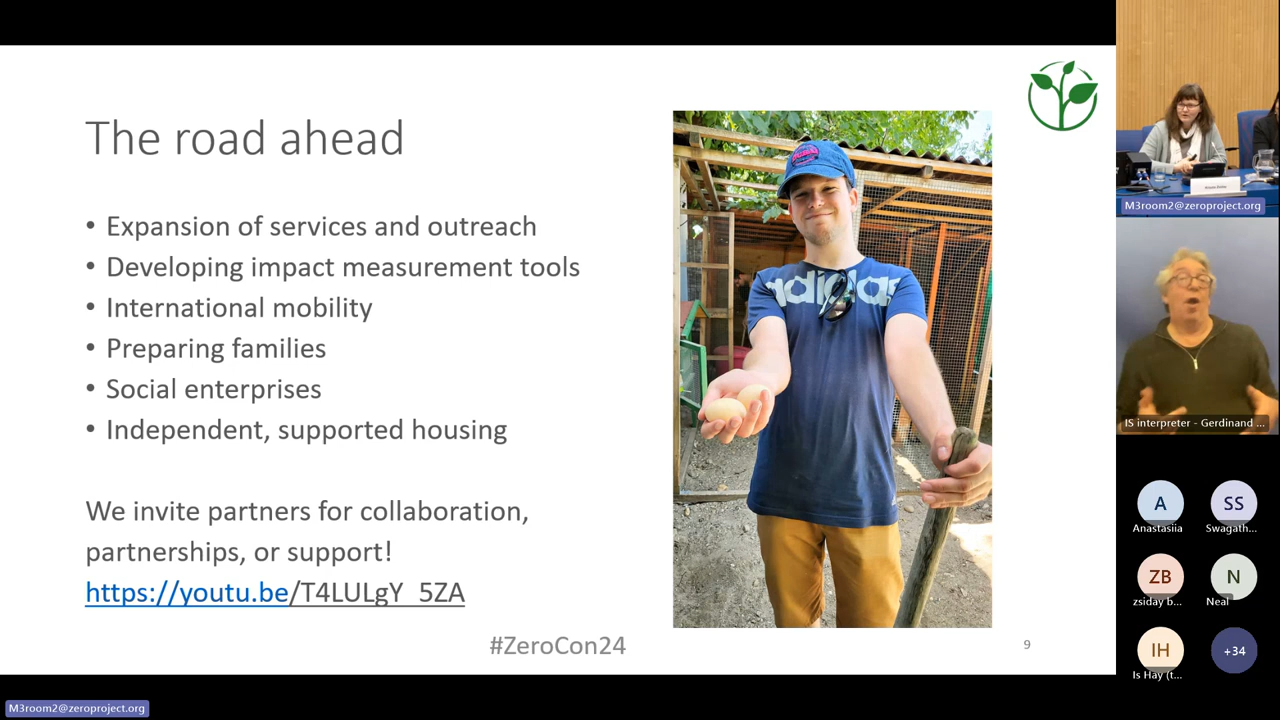 The road ahead
• Expansion of services and outreach
• Developing impact measurement tools
• International mobility
• Preparing families
• Social enterprises
• Independent, supported housing
We invite partners for collaboration,
partnerships, or support!
https://youtu.be/T4LULgY_5ZA
#ZeroCon24
9
adidas
M3room2@zeroproject.org
IS interpreter - Gerdinand ...
A
Anastasiia
SS
Swagath...
ZB
zsiday b...
N
Neal
IH
Is Hay (t...
+34
M3room2@zeroproject.org